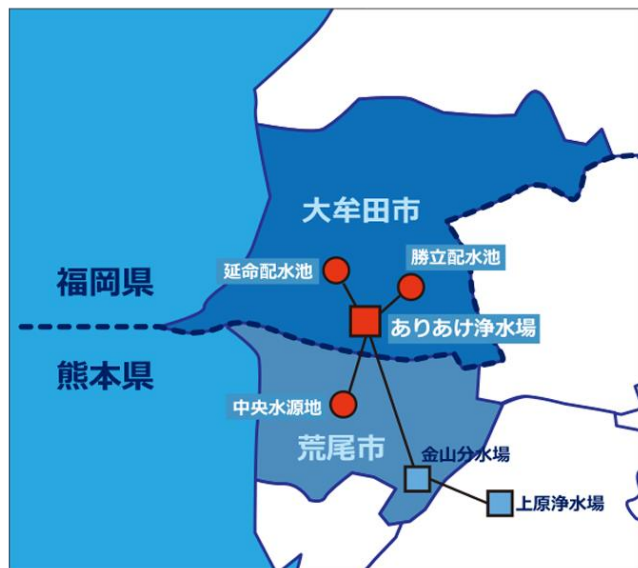 大牟田市
延命配水池
勝立配水池
福岡県
ありあけ浄水場
熊本県
中央水源地
荒尾市
金山分水場
上原浄水場